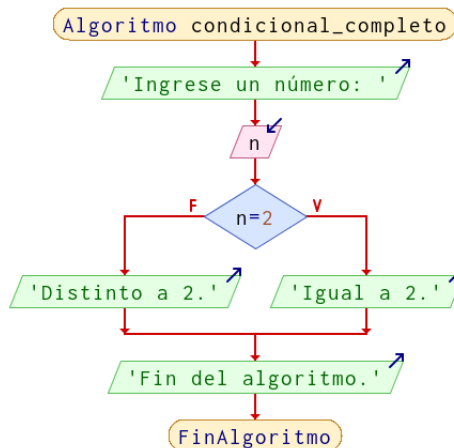 Algoritmo condicional_completo
'Ingrese un número: '
n
F
V
n=2
'Distinto a 2.'
'Igual a 2.'
'Fin del algoritmo.'
FinAlgoritmo